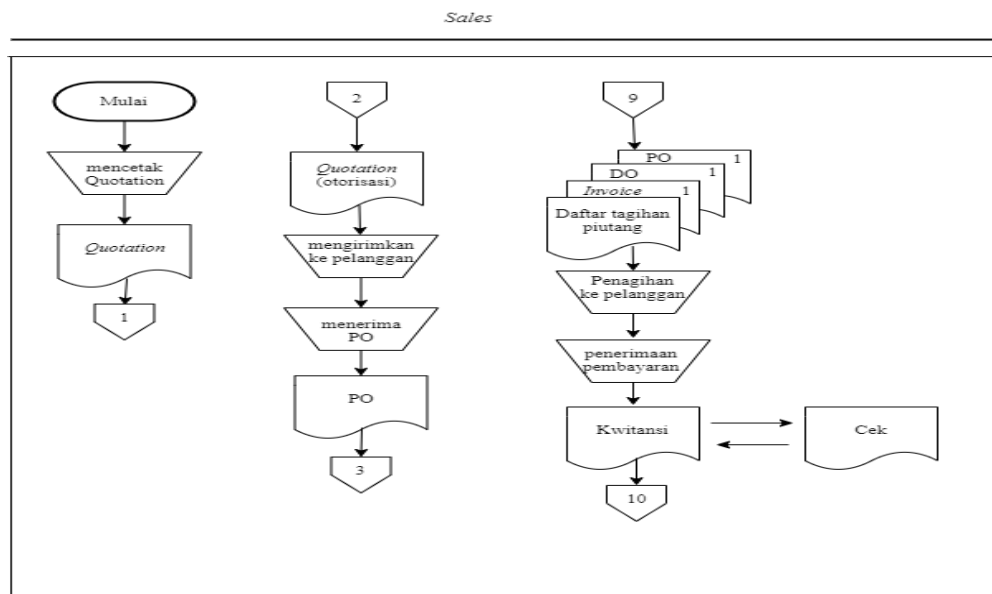 Sales
Mulai
mencetak
Quotation
Quotation
1
2
Quotation
(otorisasi)
mengirimkan
ke pelanggan
menerima
PO
PO
3
9
PO 1
DO 1
Invoice 1
Daftar tagihan
piutang
Penagihan
ke pelanggan
penerimaan
pembayaran
Kwitansi
Cek
10